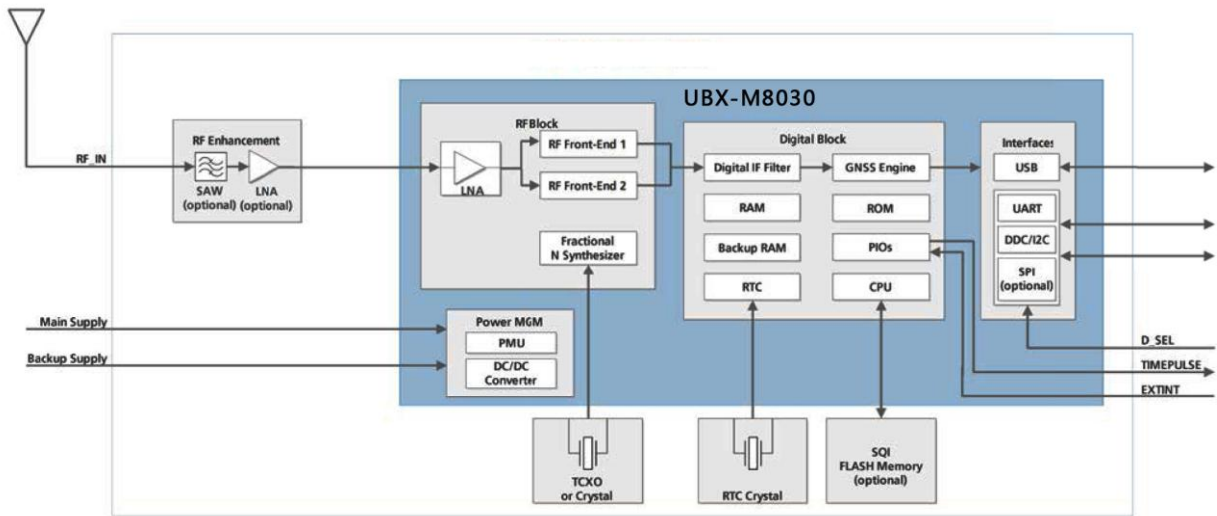 UBX-M8030
RF Enhancement
RF_IN
SAW
(optional)
LNA
(optional)
RFBlock
LNA
RF Front-End 1
RF Front-End 2
Fractional
N Synthesizer
Digital Block
Digital IF Filter
GNSS Engine
RAM
ROM
Backup RAM
PIOs
RTC
CPU
Interfaces
USB
UART
DDC/I2C
SPI
(optional)
Main Supply
Backup Supply
Power MGM
PMU
DC/DC
Converter
D_SEL
TIMEPULSE
EXTINT
TCXO
or Crystal
RTC Crystal
SQI
FLASH Memory
(optional)